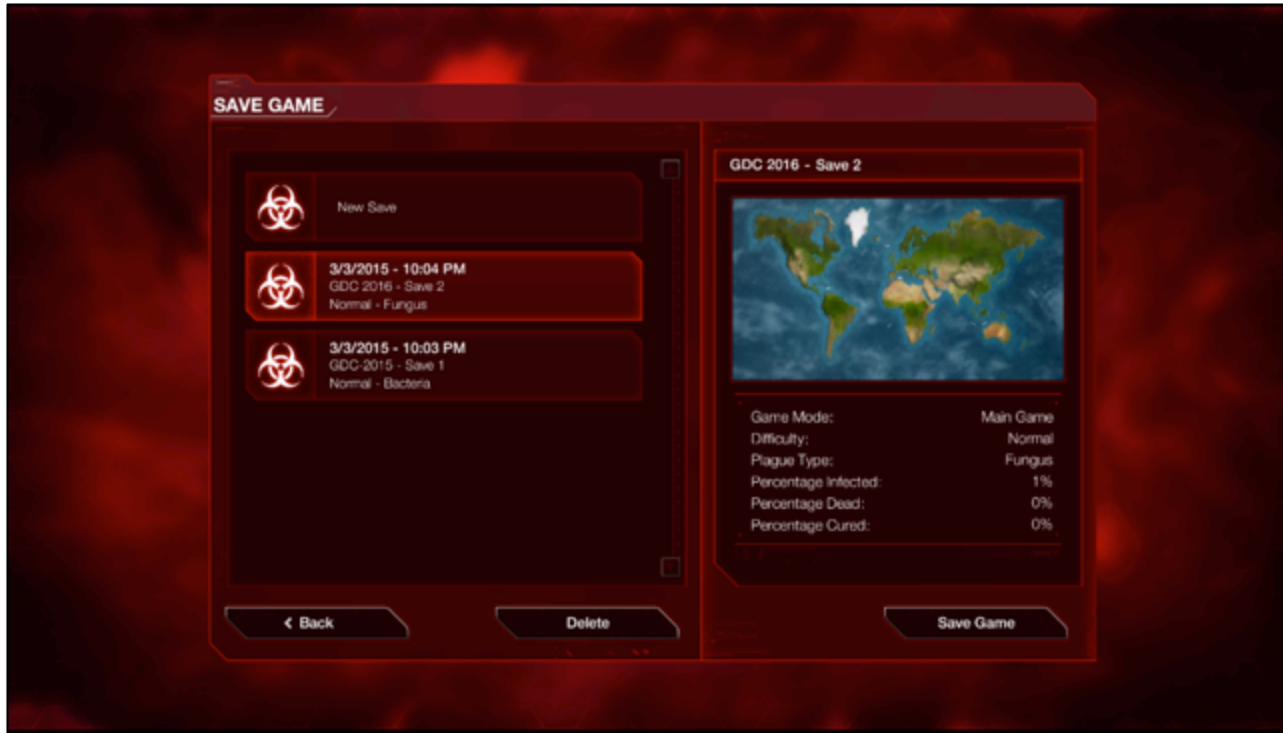 SAVE GAME
New Save
3/3/2015 - 10:04 PM
GDC 2016 - Save 2
Normal - Fungus
3/3/2015 - 10:03 PM
GDC-2015 - Save 1
Normal - Bacteria
< Back
Delete
GDC 2016 - Save 2
Game Mode: Main Game
Difficulty: Normal
Plague Type: Fungus
Percentage Infected: 1%
Percentage Dead: 0%
Percentage Cured: 0%
Save Game